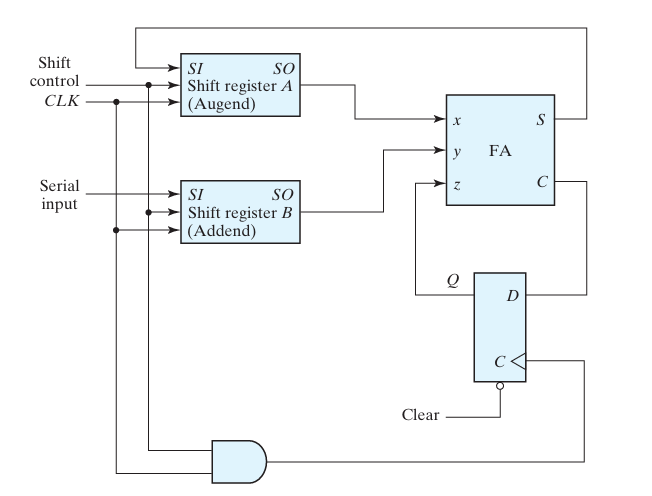 Shift
control
CLK
SI SO
Shift register A
(Augend)
x S
y FA
z C
Serial
input
SI SO
Shift register B
(Addend)
Q
D
C
Clear